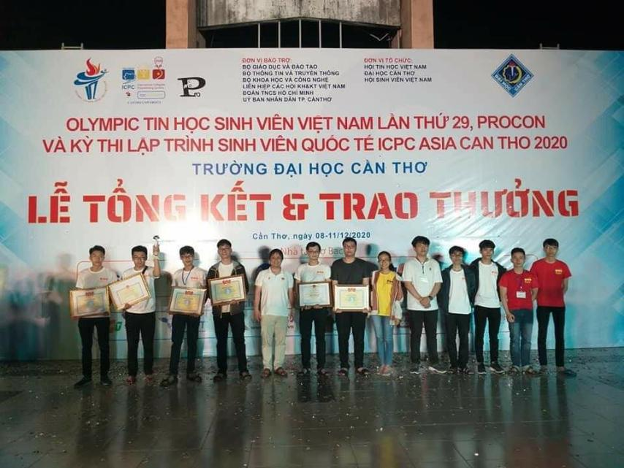 ĐƠN VỊ BẢO TRỢ:
BỘ GIÁO DỤC VÀ ĐÀO TẠO
BỘ THÔNG TIN VÀ TRUYỀN THÔNG
BỘ KHOA HỌC VÀ CÔNG NGHỆ
LIÊN HIỆP CÁC HỘI KH&KT VIỆT NAM
ĐOÀN TNCS HỒ CHÍ MINH
UỶ BAN NHÂN DÂN TP. CẦN THƠ
ĐƠN VỊ TỔ CHỨC:
HỘI TIN HỌC VIỆT NAM
ĐẠI HỌC CẦN THƠ
HỘI SINH VIÊN VIỆT NAM
icpc
P
OLYMPIC TIN HỌC SINH VIÊN VIỆT NAM LẦN THỨ 29, PROCON
VÀ KỲ THI LẬP TRÌNH SINH VIÊN QUỐC TẾ ICPC ASIA CAN THO 2020
TRƯỜNG ĐẠI HỌC CẦN THƠ
LỄ TỔNG KẾT & TRAO THƯỞNG
Cần Thơ, ngày 08-11/12/2020